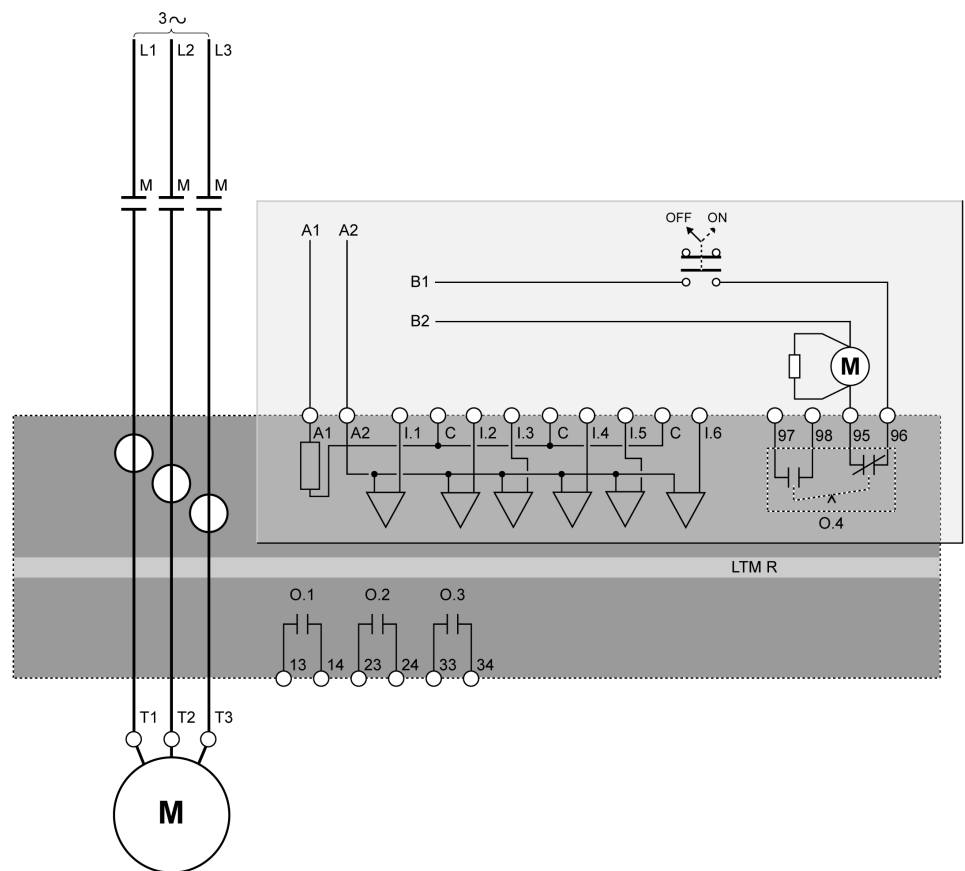 3
L1 L2 L3
M M M
OFF ON
A1 A2
B1
B2
M
A1 A2 I.1 C I.2 I.3 C I.4 I.5 C I.6 97 98 95 96
O.4
LTM R
O.1 O.2 O.3
13 14 23 24 33 34
T1 T2 T3
M